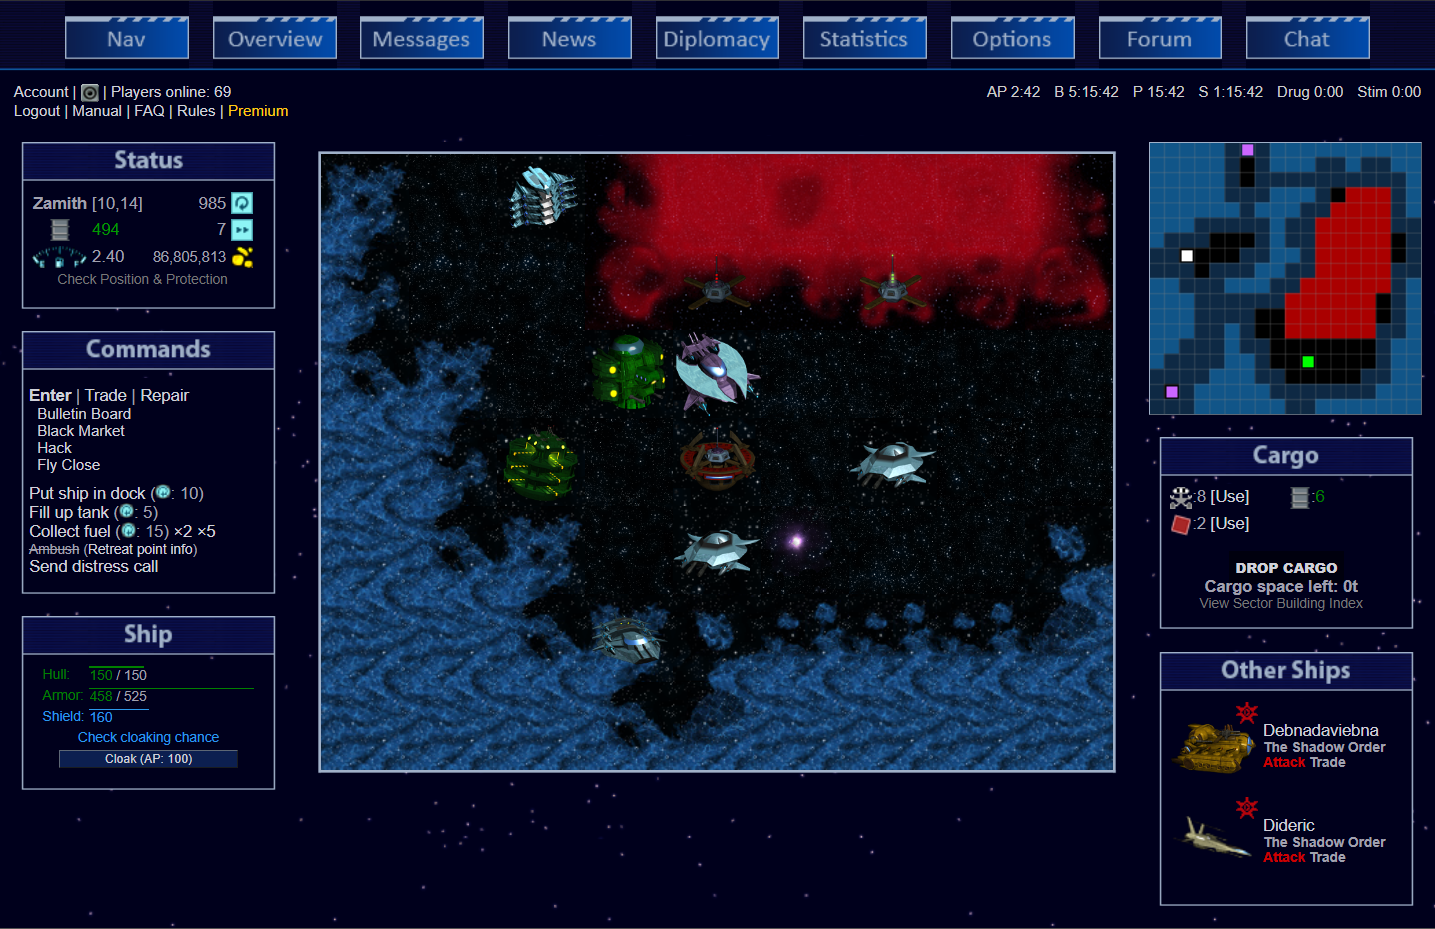 Nav Overview Messages News Diplomacy Statistics Options Forum Chat
Account | | Players online: 69
AP 2:42 B 5:15:42 P 15:42 S 1:15:42 Drug 0:00 Stim 0:00
Logout | Manual | FAQ | Rules | Premium
Status
Zamith [10,14] 985
494 7
2.40 86,805,813
Check Position & Protection
Commands
Enter | Trade | Repair
Bulletin Board
Black Market
Hack
Fly Close
Put ship in dock (: 10)
Fill up tank (: 5)
Collect fuel (: 15) ×2 ×5
Ambush (Retreat point info)
Send distress call
Ship
Hull: 150 / 150
Armor: 458 / 525
Shield: 160
Check cloaking chance
Cloak (AP: 100)
Cargo
:8 [Use] :6
:2 [Use]
DROP CARGO
Cargo space left: 0t
View Sector Building Index
Other Ships
Debnadaviebna
The Shadow Order
Attack Trade
Dideric
The Shadow Order
Attack Trade